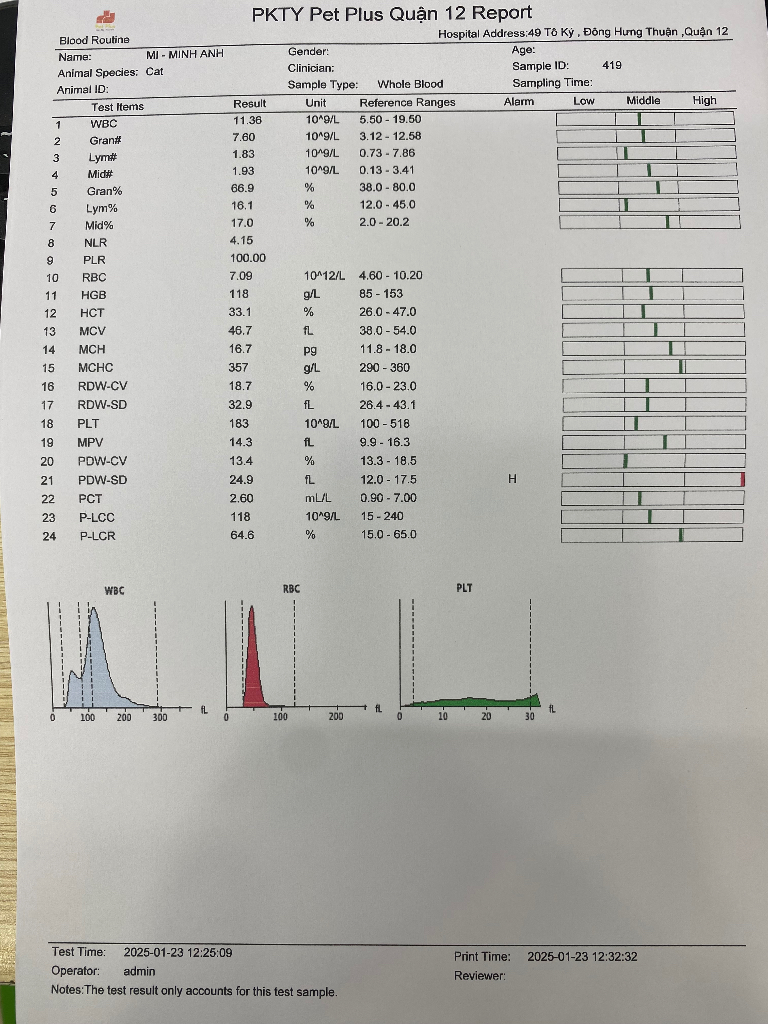 PKTY Pet Plus Quận 12 Report
Blood Routine Hospital Address:49 Tô Ký , Đông Hưng Thuận ,Quận 12
Name: MI - MINH ANH Gender: Age:
Animal Species: Cat Clinician: Sample ID: 419
Animal ID: Sample Type: Whole Blood Sampling Time:
Test Items Result Unit Reference Ranges Alarm Low Middle High
1 WBC 11.36 10^9/L 5.50 - 19.50
2 Gran# 7.60 10^9/L 3.12 - 12.58
3 Lym# 1.83 10^9/L 0.73 - 7.86
4 Mid# 1.93 10^9/L 0.13 - 3.41
5 Gran% 66.9 % 38.0 - 80.0
6 Lym% 16.1 % 12.0 - 45.0
7 Mid% 17.0 % 2.0 - 20.2
8 NLR 4.15
9 PLR 100.00
10 RBC 7.09 10^12/L 4.60 - 10.20
11 HGB 118 g/L 85 - 153
12 HCT 33.1 % 26.0 - 47.0
13 MCV 46.7 fL 38.0 - 54.0
14 MCH 16.7 pg 11.8 - 18.0
15 MCHC 357 g/L 290 - 360
16 RDW-CV 18.7 % 16.0 - 23.0
17 RDW-SD 32.9 fL 26.4 - 43.1
18 PLT 183 10^9/L 100 - 518
19 MPV 14.3 fL 9.9 - 16.3
20 PDW-CV 13.4 % 13.3 - 18.5
21 PDW-SD 24.9 fL 12.0 - 17.5 H
22 PCT 2.60 mL/L 0.90 - 7.00
23 P-LCC 118 10^9/L 15 - 240
24 P-LCR 64.6 % 15.0 - 65.0
WBC RBC PLT
0 100 200 300 fL 0 100 200 fL 0 10 20 30 fL
Test Time: 2025-01-23 12:25:09 Print Time: 2025-01-23 12:32:32
Operator: admin Reviewer:
Notes:The test result only accounts for this test sample.